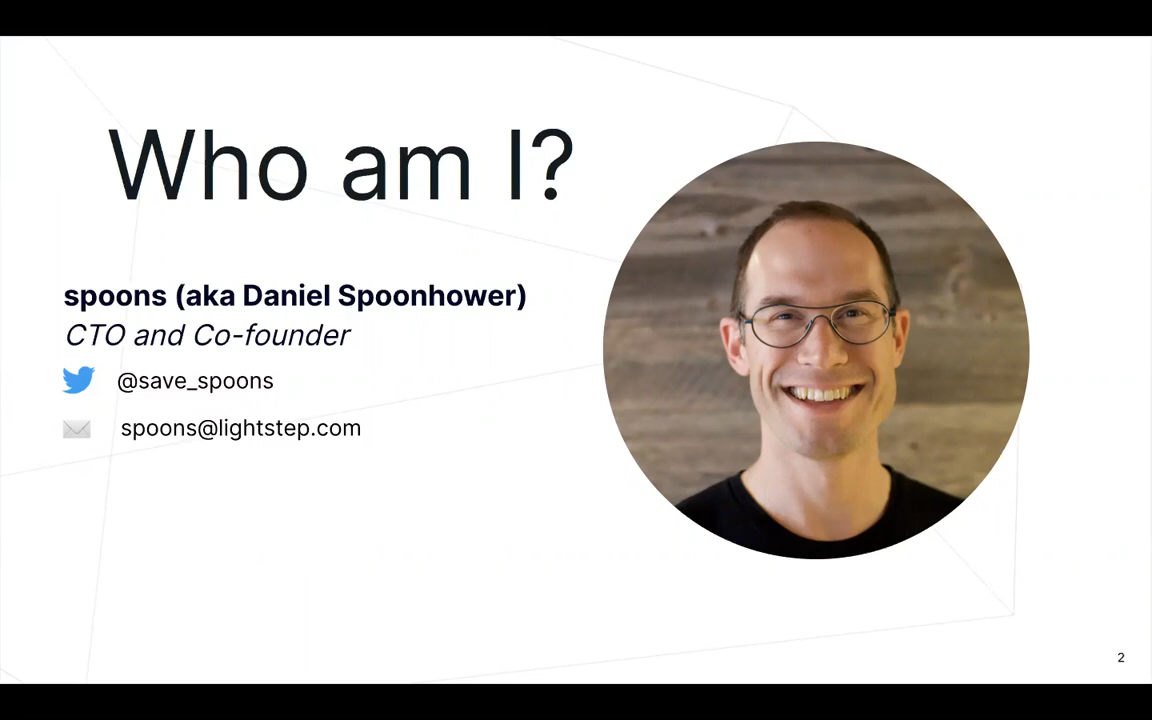 Who am I?
spoons (aka Daniel Spoonhower)
CTO and Co-founder
@save_spoons
spoons@lightstep.com
2